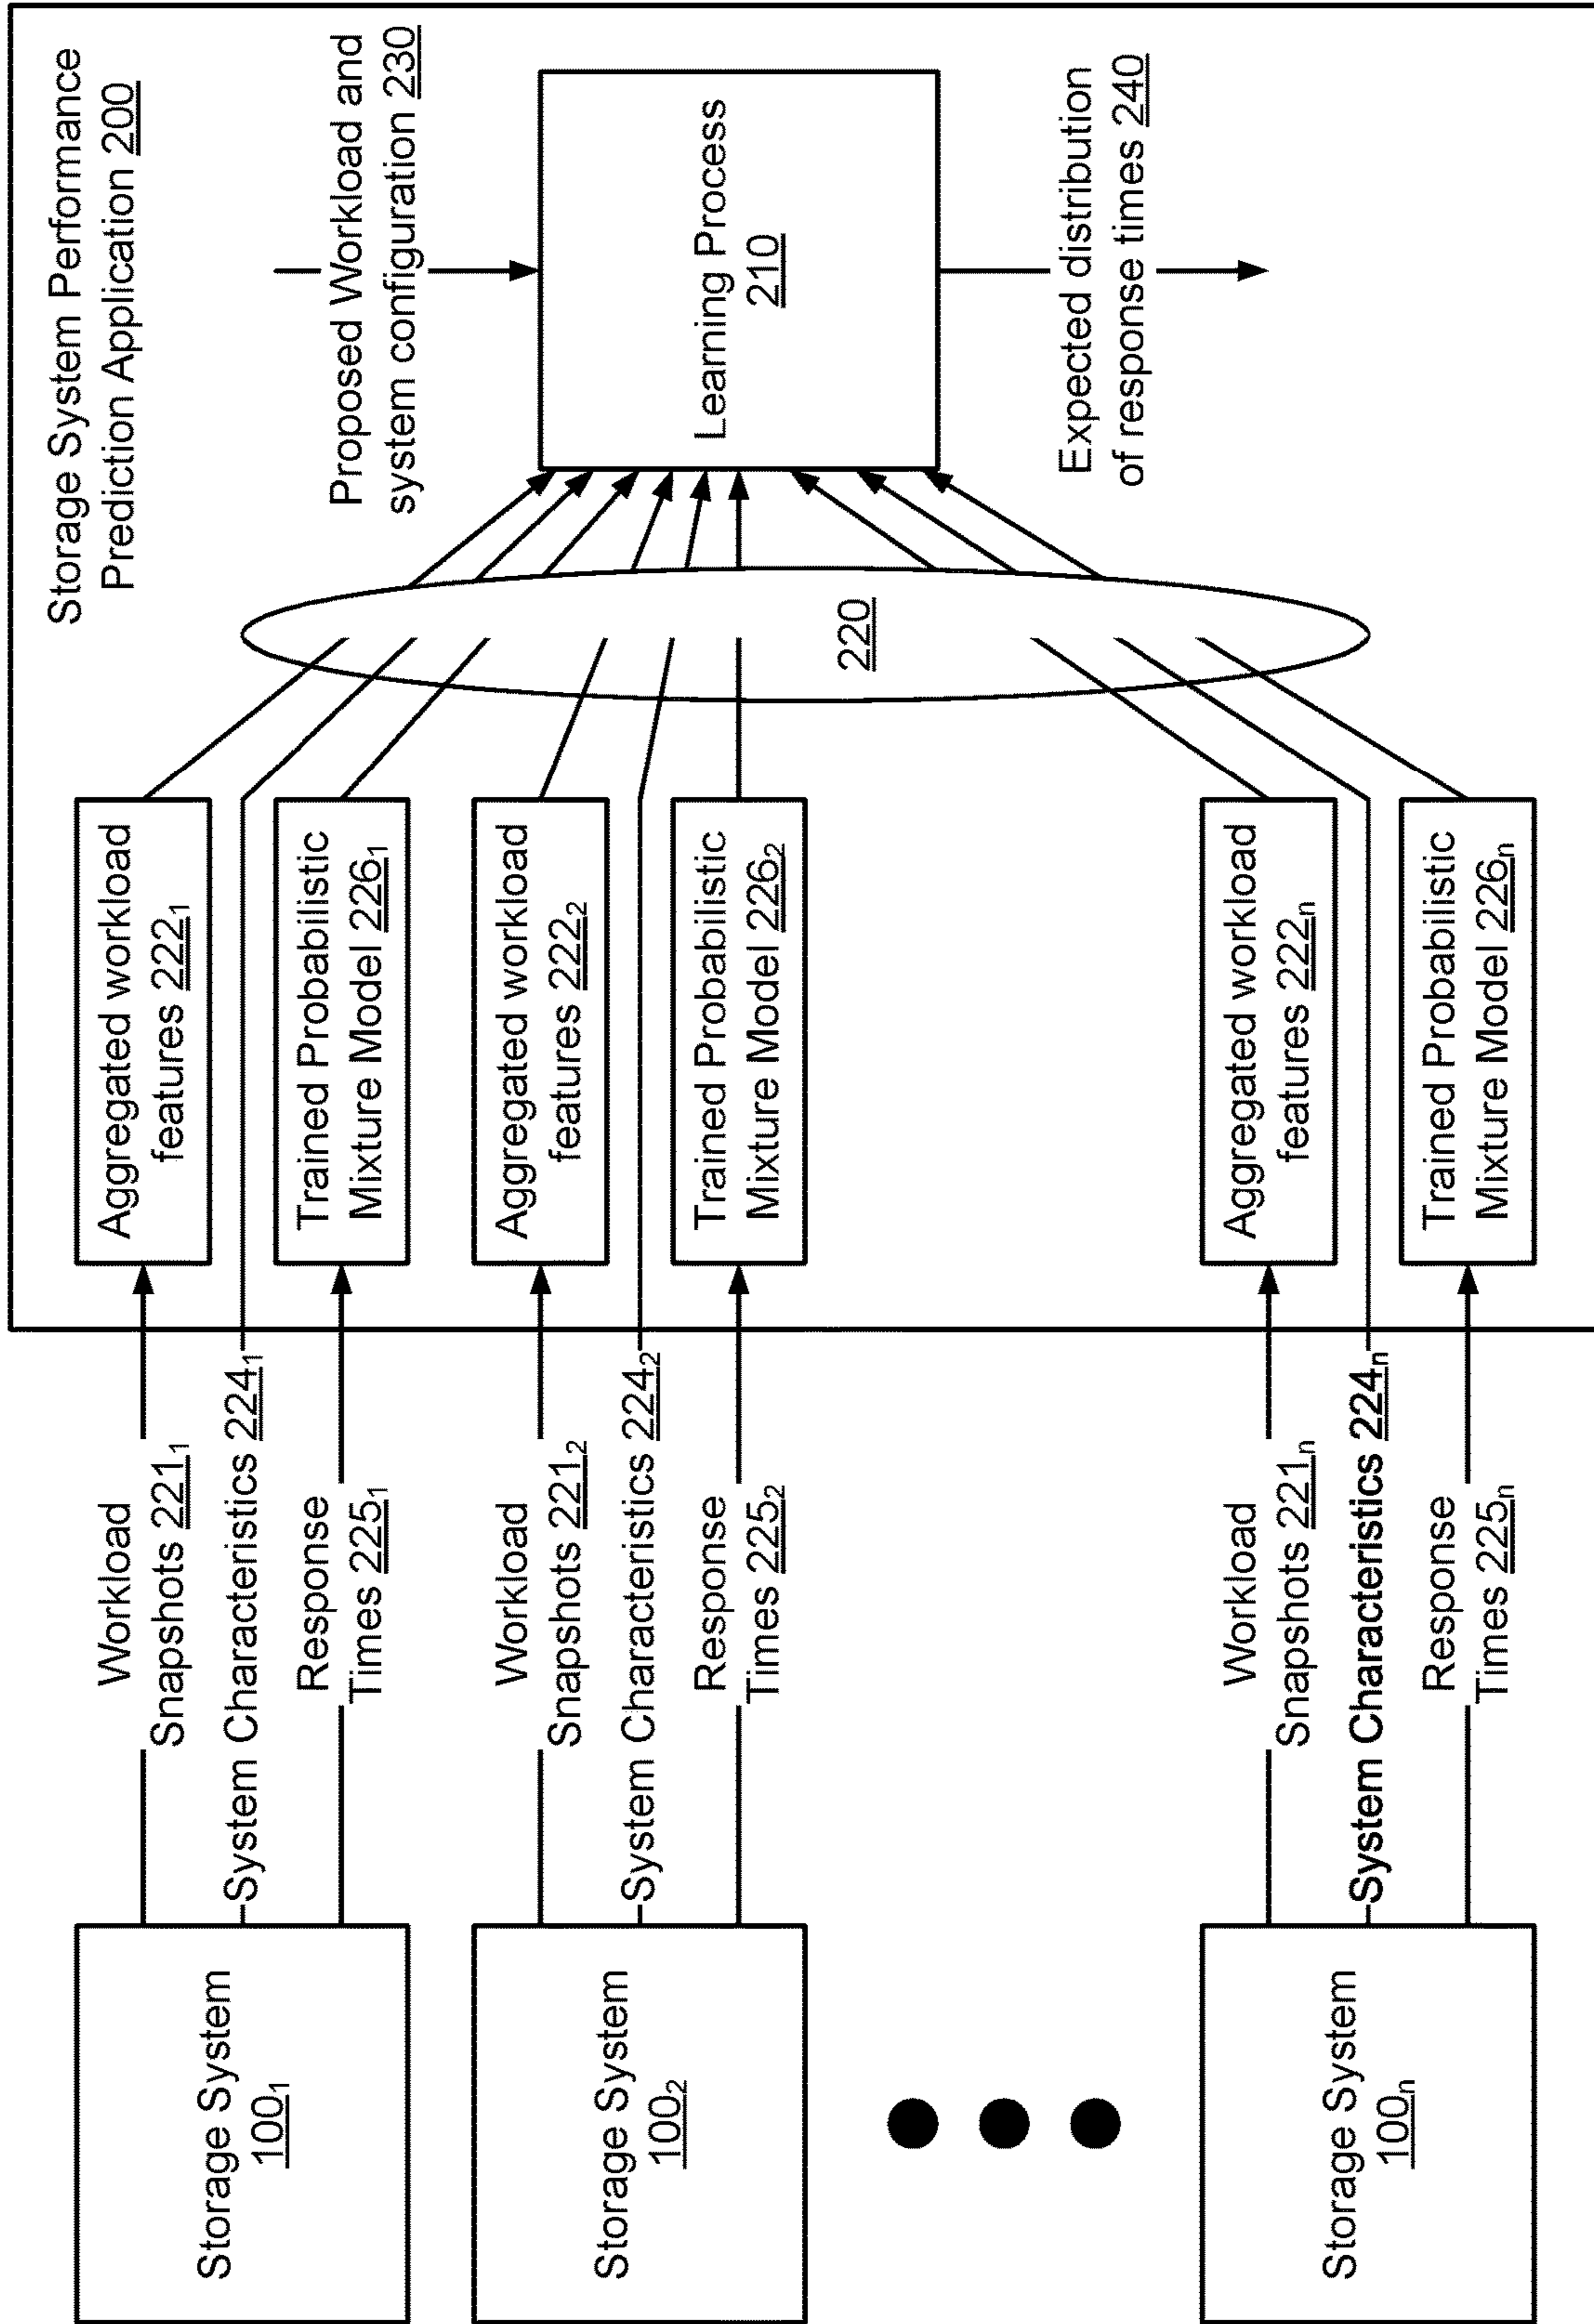 Storage System Performance
Prediction Application 200
Storage System
100₁
Workload
Snapshots 221₁
System Characteristics 224₁
Response
Times 225₁
Aggregated workload
features 222₁
Trained Probabilistic
Mixture Model 226₁
Storage System
100₂
Workload
Snapshots 221₂
System Characteristics 224₂
Response
Times 225₂
Aggregated workload
features 222₂
Trained Probabilistic
Mixture Model 226₂
Storage System
100ₙ
Workload
Snapshots 221ₙ
System Characteristics 224ₙ
Response
Times 225ₙ
Aggregated workload
features 222ₙ
Trained Probabilistic
Mixture Model 226ₙ
220
Proposed Workload and
system configuration 230
Learning Process
210
Expected distribution
of response times 240